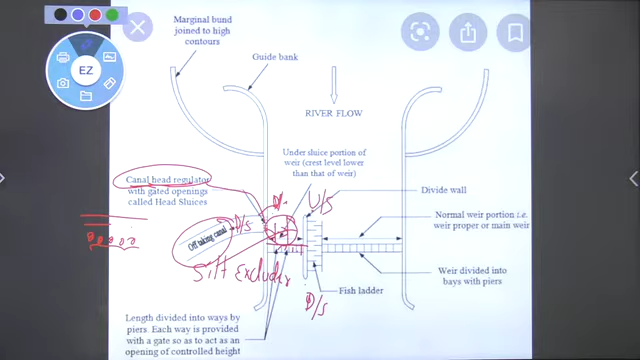 Marginal bund
joined to high
contours
Guide bank
EZ
RIVER FLOW
Under sluice portion of
weir (crest level lower
than that of weir)
Canal head regulator
with gated openings
called Head Sluices
D/s
U/S
Divide wall
D/S
Off taking canal
Normal weir portion i.e.
weir proper or main weir
Silt Excluder
Weir divided into
bays with piers
Fish ladder
D/S
Length divided into ways by
piers. Each way is provided
with a gate so as to act as an
opening of controlled height